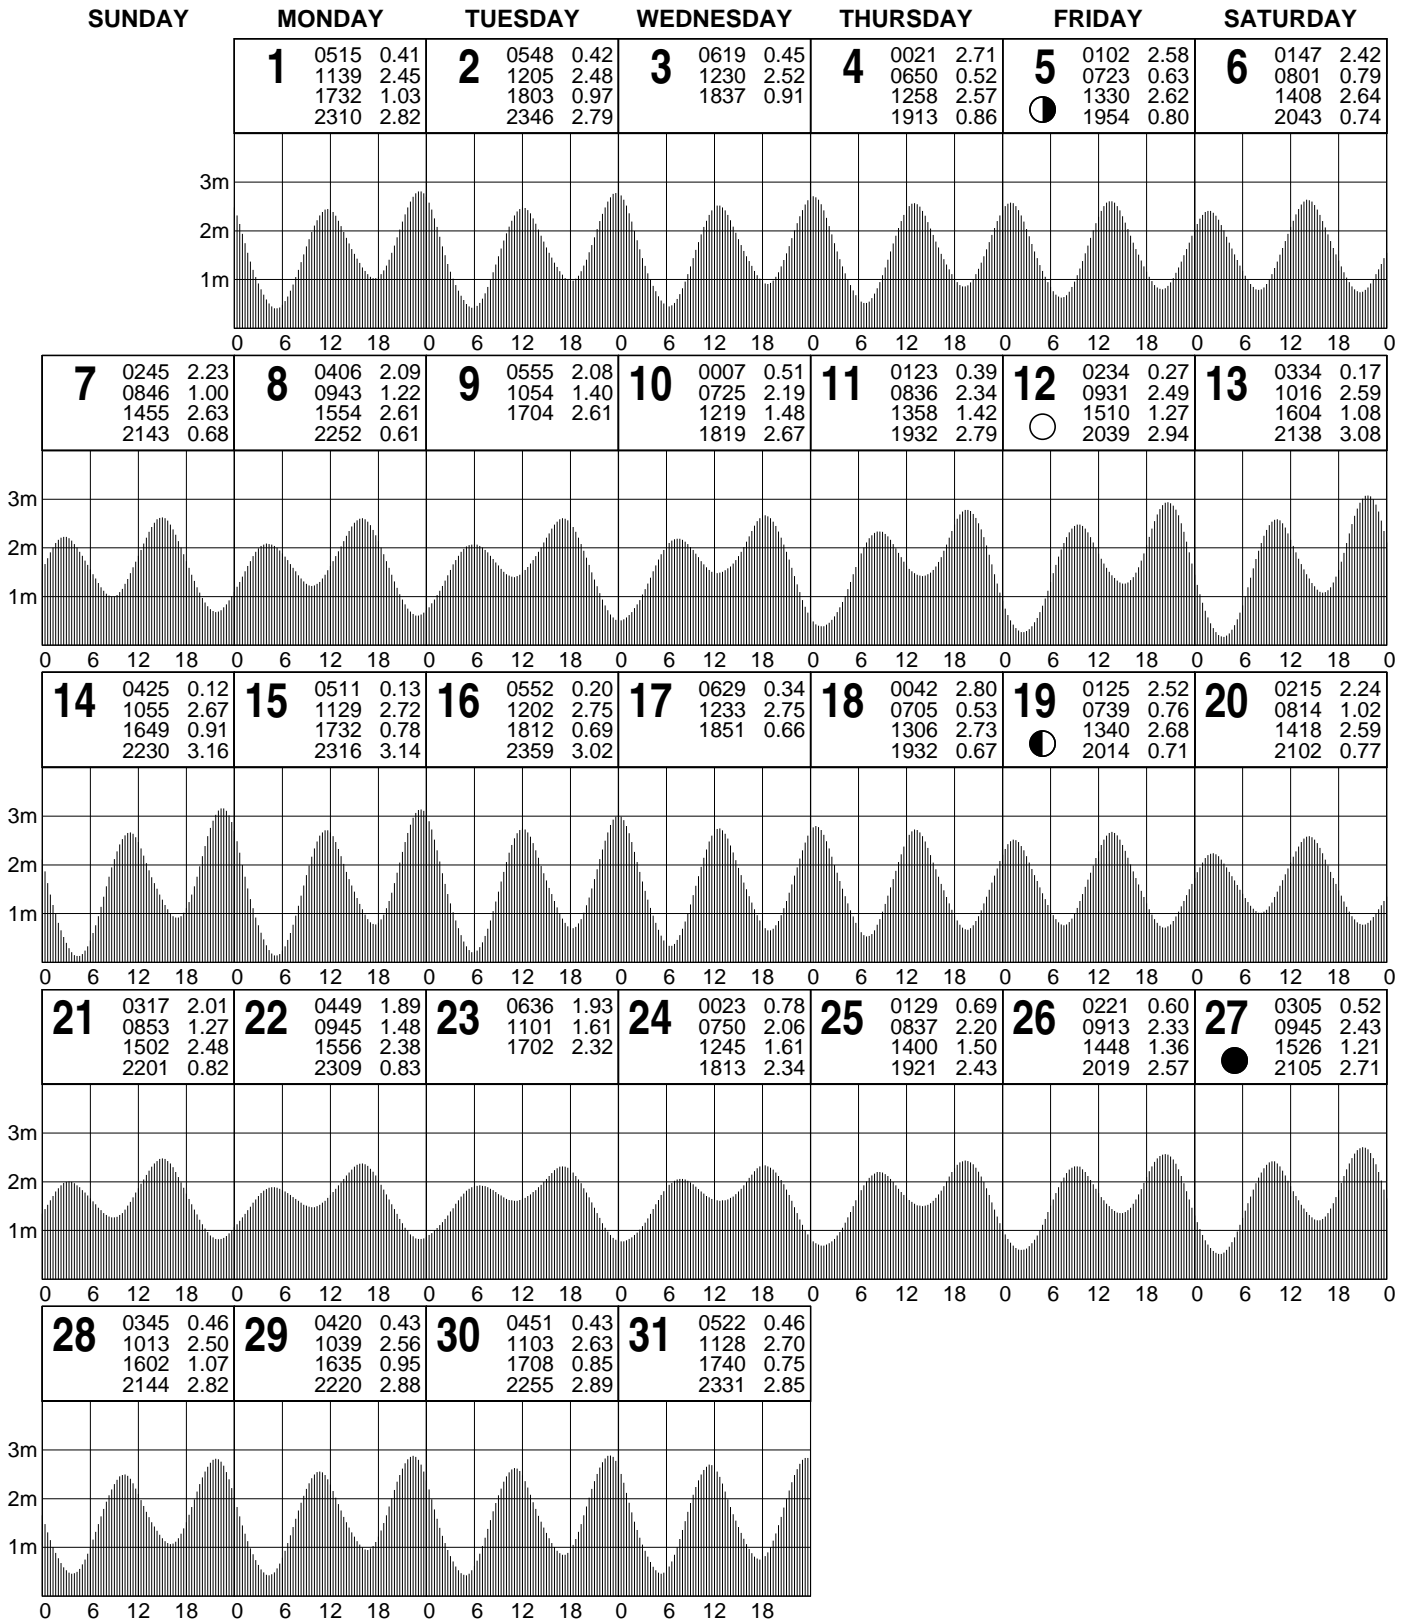 SUNDAY MONDAY TUESDAY WEDNESDAY THURSDAY FRIDAY SATURDAY
1 0515 0.41
1139 2.45
1732 1.03
2310 2.82
2 0548 0.42
1205 2.48
1803 0.97
2346 2.79
3 0619 0.45
1230 2.52
1837 0.91
4 0021 2.71
0650 0.52
1258 2.57
1913 0.86
5 0102 2.58
0723 0.63
1330 2.62
1954 0.80
6 0147 2.42
0801 0.79
1408 2.64
2043 0.74
3m
2m
1m
0 6 12 18 0 6 12 18 0 6 12 18 0 6 12 18 0 6 12 18 0 6 12 18 0
7 0245 2.23
0846 1.00
1455 2.63
2143 0.68
8 0406 2.09
0943 1.22
1554 2.61
2252 0.61
9 0555 2.08
1054 1.40
1704 2.61
10 0007 0.51
0725 2.19
1219 1.48
1819 2.67
11 0123 0.39
0836 2.34
1358 1.42
1932 2.79
12 0234 0.27
0931 2.49
1510 1.27
2039 2.94
13 0334 0.17
1016 2.59
1604 1.08
2138 3.08
3m
2m
1m
0 6 12 18 0 6 12 18 0 6 12 18 0 6 12 18 0 6 12 18 0 6 12 18 0 6 12 18 0
14 0425 0.12
1055 2.67
1649 0.91
2230 3.16
15 0511 0.13
1129 2.72
1732 0.78
2316 3.14
16 0552 0.20
1202 2.75
1812 0.69
2359 3.02
17 0629 0.34
1233 2.75
1851 0.66
18 0042 2.80
0705 0.53
1306 2.73
1932 0.67
19 0125 2.52
0739 0.76
1340 2.68
2014 0.71
20 0215 2.24
0814 1.02
1418 2.59
2102 0.77
3m
2m
1m
0 6 12 18 0 6 12 18 0 6 12 18 0 6 12 18 0 6 12 18 0 6 12 18 0 6 12 18 0
21 0317 2.01
0853 1.27
1502 2.48
2201 0.82
22 0449 1.89
0945 1.48
1556 2.38
2309 0.83
23 0636 1.93
1101 1.61
1702 2.32
24 0023 0.78
0750 2.06
1245 1.61
1813 2.34
25 0129 0.69
0837 2.20
1400 1.50
1921 2.43
26 0221 0.60
0913 2.33
1448 1.36
2019 2.57
27 0305 0.52
0945 2.43
1526 1.21
2105 2.71
3m
2m
1m
0 6 12 18 0 6 12 18 0 6 12 18 0 6 12 18 0 6 12 18 0 6 12 18 0 6 12 18 0
28 0345 0.46
1013 2.50
1602 1.07
2144 2.82
29 0420 0.43
1039 2.56
1635 0.95
2220 2.88
30 0451 0.43
1103 2.63
1708 0.85
2255 2.89
31 0522 0.46
1128 2.70
1740 0.75
2331 2.85
3m
2m
1m
0 6 12 18 0 6 12 18 0 6 12 18 0 6 12 18